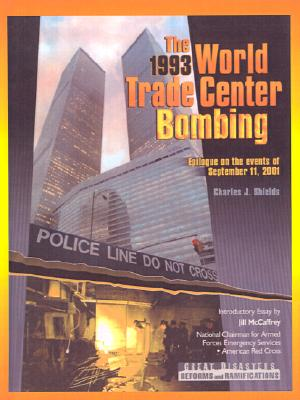 The
1993 World
Trade Center
Bombing
Epilogue on the events of
September 11, 2001
Charles J. Shields
POLICE LINE DO NOT CROSS
Introductory Essay by
Jill McCaffrey
National Chairman for Armed
Forces Emergency Services
American Red Cross
GREAT DISASTERS
REFORMS and RAMIFICATIONS